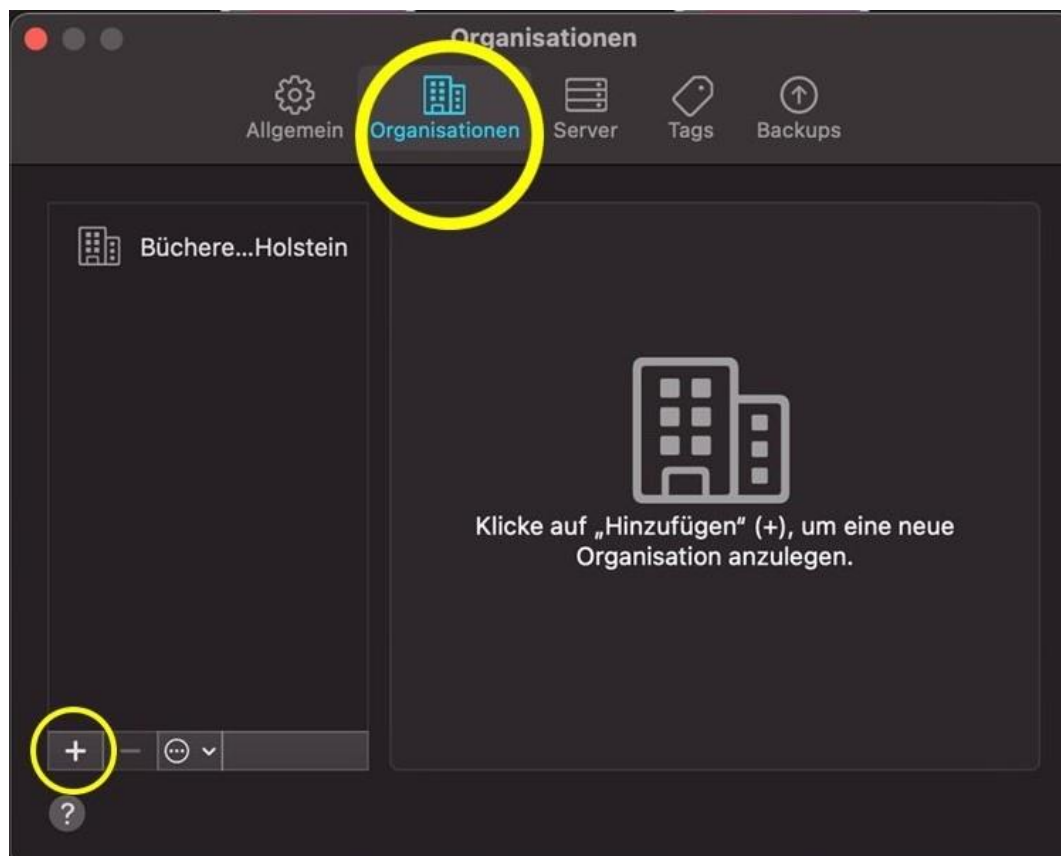 Organisationen
Allgemein Organisationen Server Tags Backups
Büchere...Holstein
Klicke auf „Hinzufügen“ (+), um eine neue
Organisation anzulegen.
+ −
?